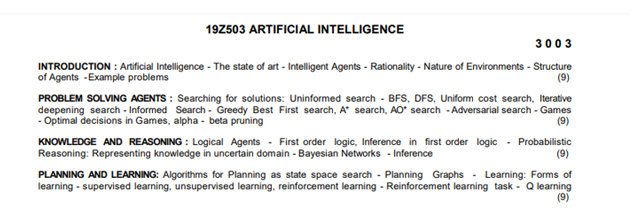 19Z503 ARTIFICIAL INTELLIGENCE
3 0 0 3
INTRODUCTION : Artificial Intelligence - The state of art - Intelligent Agents - Rationality - Nature of Environments - Structure
of Agents -Example problems (9)
PROBLEM SOLVING AGENTS : Searching for solutions: Uninformed search - BFS, DFS, Uniform cost search, Iterative
deepening search - Informed Search - Greedy Best First search, A* search, AO* search - Adversarial search - Games
- Optimal decisions in Games, alpha - beta pruning (9)
KNOWLEDGE AND REASONING : Logical Agents - First order logic, Inference in first order logic - Probabilistic
Reasoning: Representing knowledge in uncertain domain - Bayesian Networks - Inference (9)
PLANNING AND LEARNING: Algorithms for Planning as state space search - Planning Graphs - Learning: Forms of
learning - supervised learning, unsupervised learning, reinforcement learning - Reinforcement learning task - Q learning
(9)